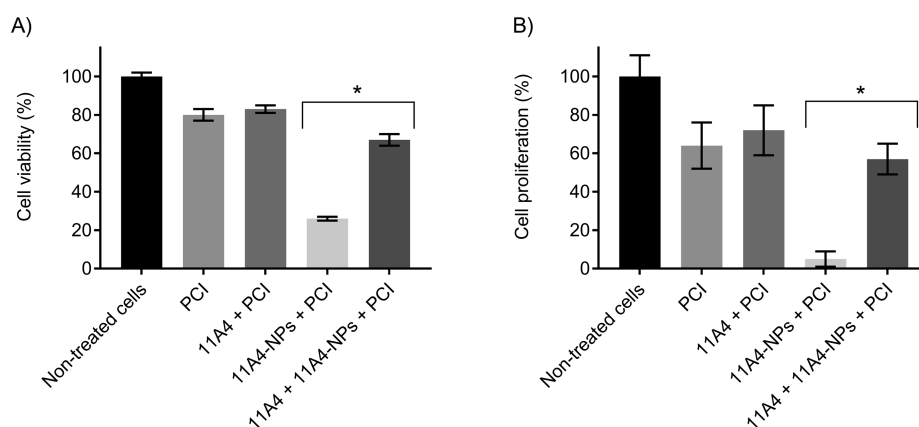 A)
Cell viability (%)
100
80
60
40
20
0
*
Non-treated cells
PCI
11A4 + PCI
11A4-NPs + PCI
11A4 + 11A4-NPs + PCI
B)
Cell proliferation (%)
100
80
60
40
20
0
*
Non-treated cells
PCI
11A4 + PCI
11A4-NPs + PCI
11A4 + 11A4-NPs + PCI